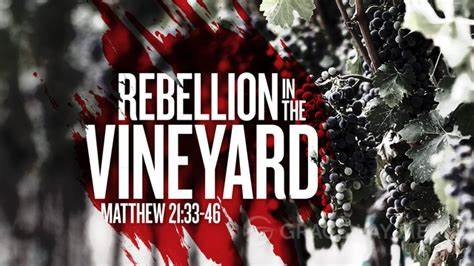 REBELLION IN THE
VINEYARD
MATTHEW 21:33-46